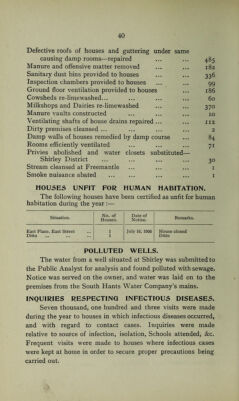 40
Defective roofs of houses and guttering under same
causing damp rooms—repaired ... ... 485
Manure and offensive matter removed ... ... 182
Sanitary dust bins provided to houses ... ... 336
Inspection chambers provided to houses ... ... 99
Ground floor ventilation provided to houses ... 186
Cowsheds re-limewashed... ... ... ... 60
Milkshops and Dairies re-limewashed ... ... 370
Manure vaults constructed ... ... ... 10
Ventilating shafts of house drains repaired ... ... 112
Dirty premises cleansed ... ... ... ... 2
Damp walls of houses remedied by damp course ... 84
Rooms efficiently ventilated ... ... ... 71
Privies abolished and water closets substituted—
Shirley District ... ... ... ... 30
Stream cleansed at Freemantle ... ... ... 1
Smoke nuisance abated ... ... ... ... 1
HOUSES UNFIT FOR HUMAN HABITATION.
The following houses have been certified as unfit for human
habitation during the year :—
Situation. No. of Houses. Date of Notice. Remarks.
East Place, East Street ... 1 July 16, 1906 House closed
Ditto ... ... ... 1 Ditto
POLLUTED WELLS.
The water from a well situated at Shirley was submitted to
the Public Analyst for analysis and found polluted with sewage.
Notice was served on the owner, and water was laid on to the
premises from the South Hants Water Company's mains.
INQUIRIES RESPECTING INFECTIOUS DISEASES.
Seven thousand, one hundred and three visits were made
during the year to houses in which infectious diseases occurred,
and with regard to contact cases. Inquiries were made
relative to source of infection, isolation, Schools attended, &c.
Frequent visits were made to houses where infectious cases
were kept at home in order to secure proper precautions being
carried out.